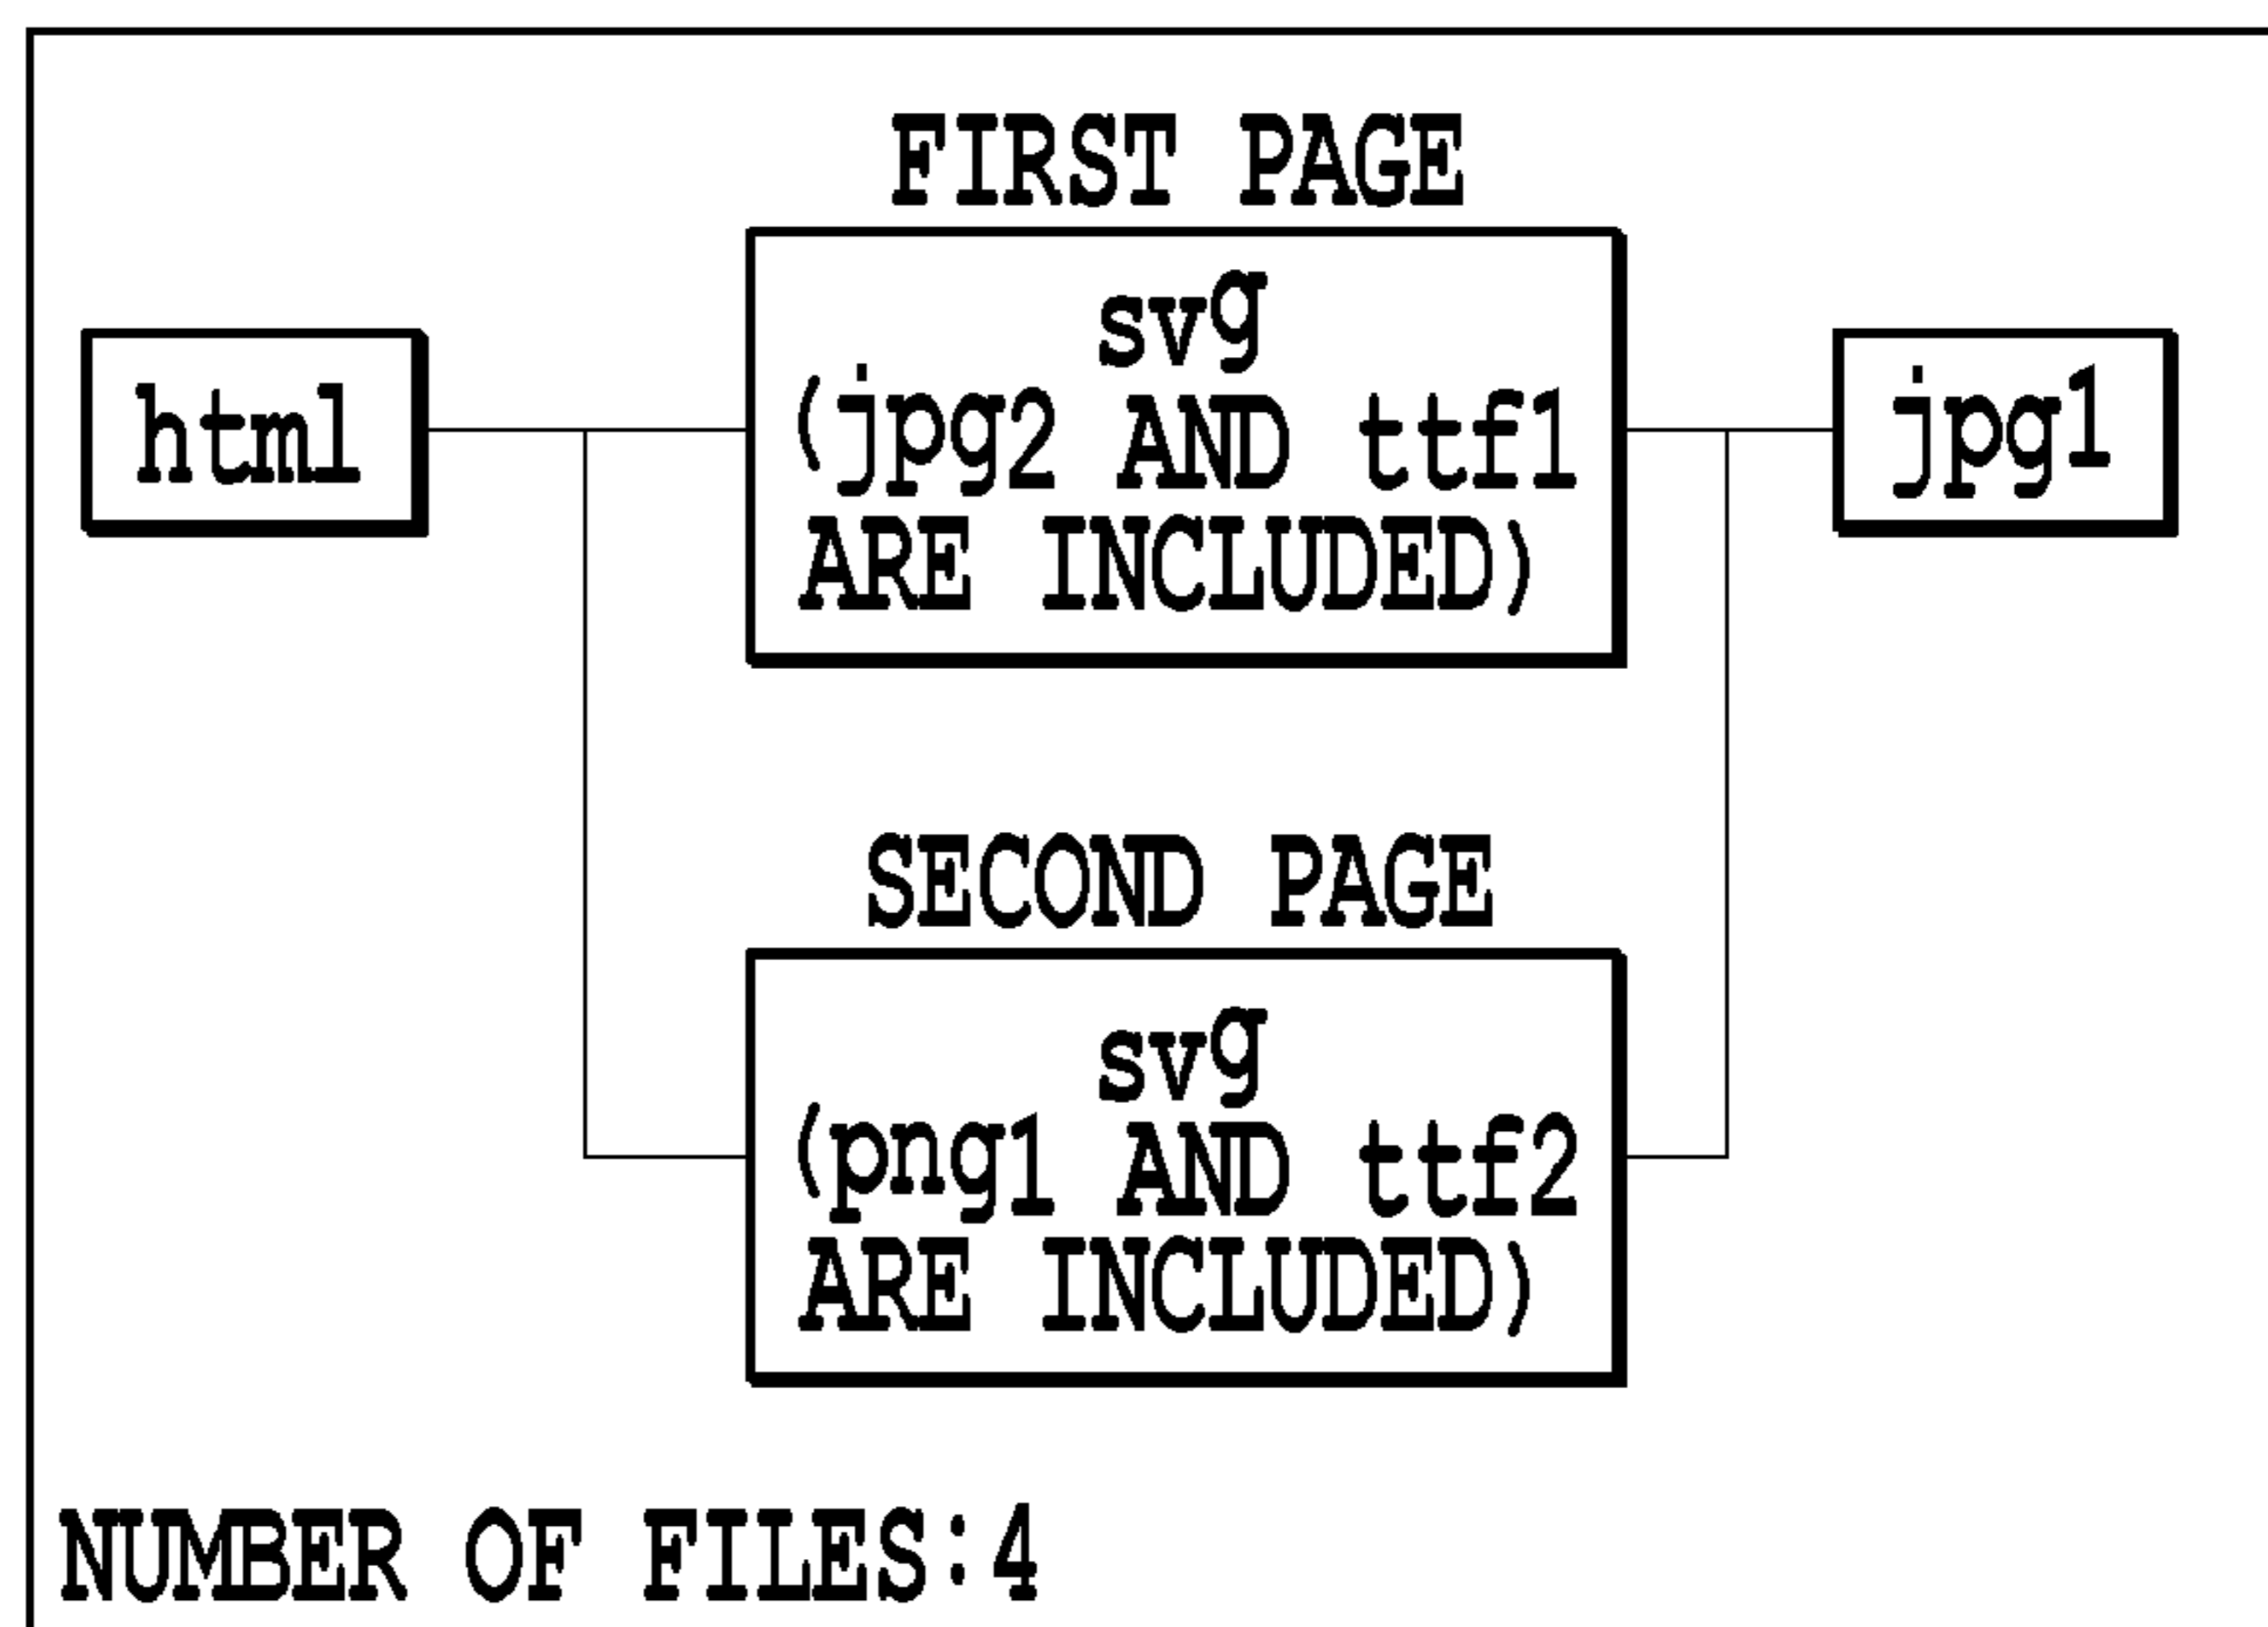 FIRST PAGE
html
svg
(jpg2 AND ttf1
ARE INCLUDED)
jpg1
SECOND PAGE
svg
(png1 AND ttf2
ARE INCLUDED)
NUMBER OF FILES:4